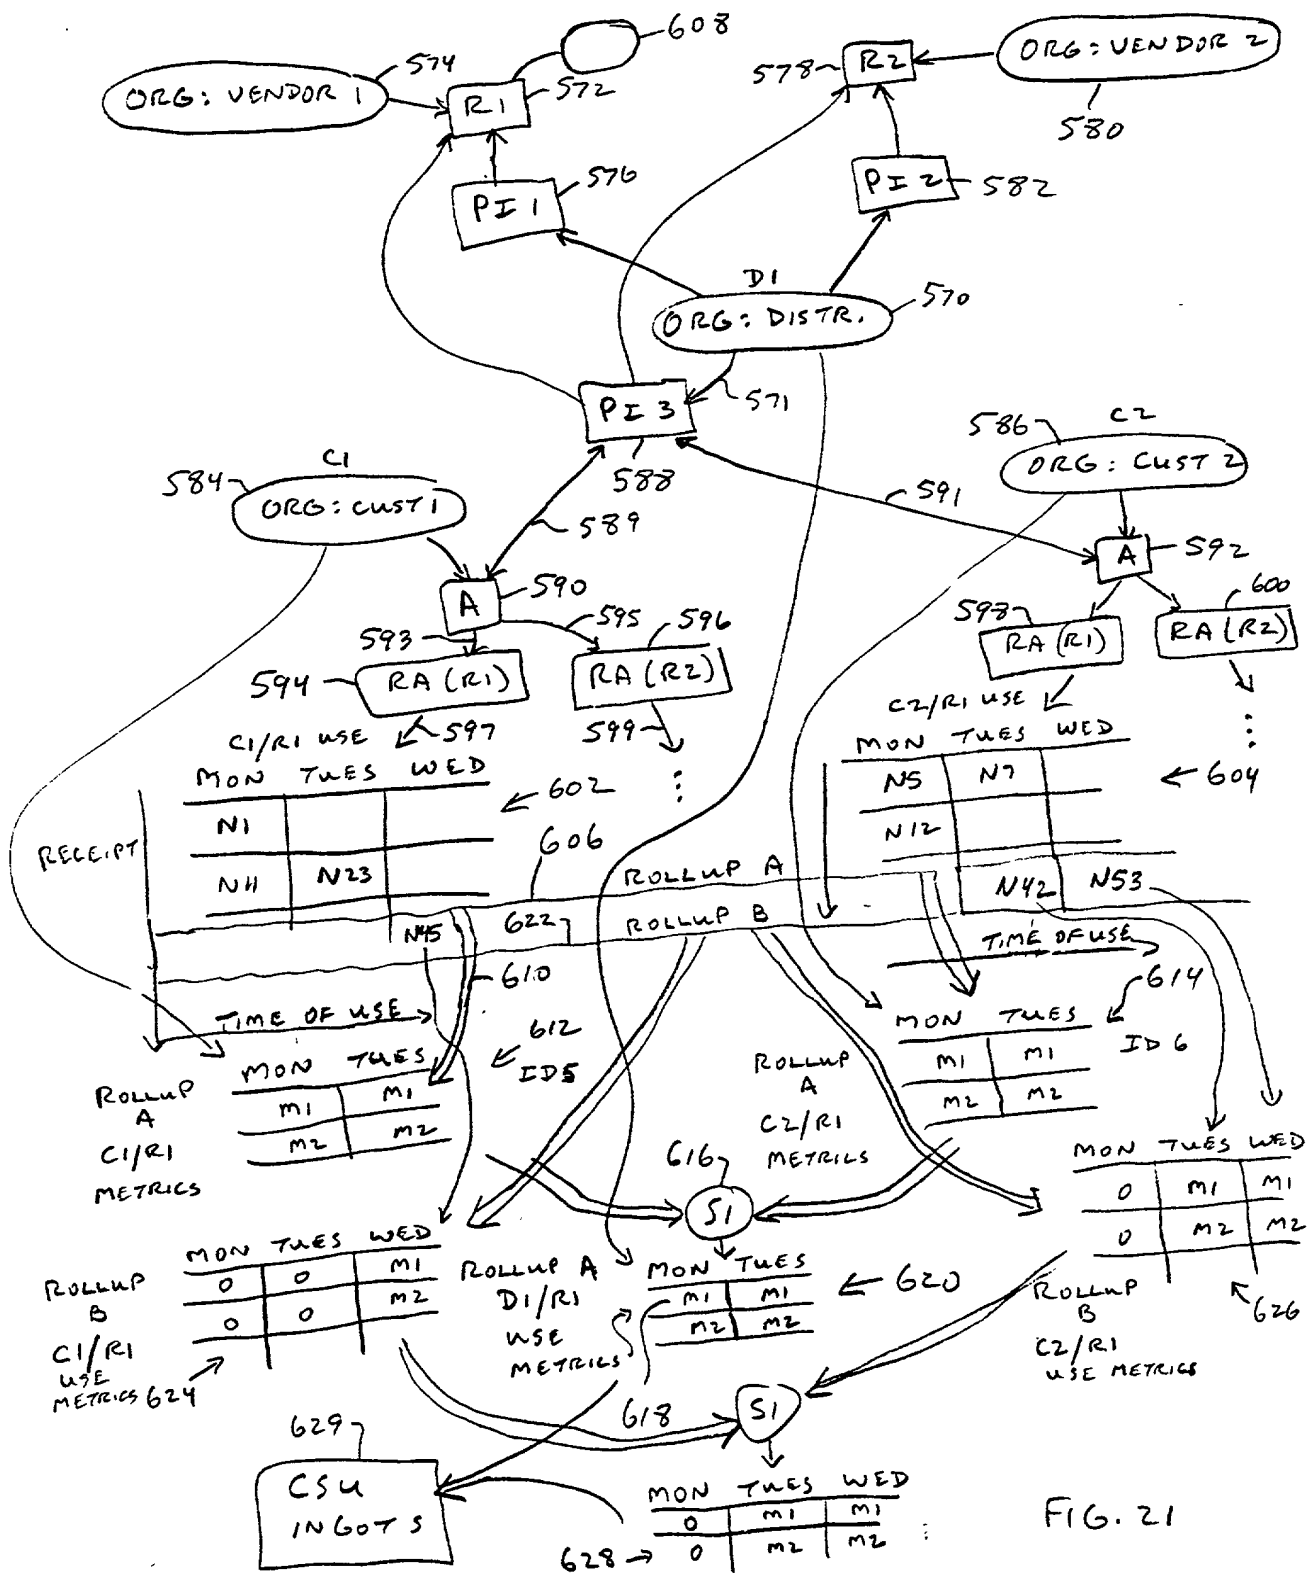 608
574
ORG: VENDOR 1
R1
572
578
R2
ORG: VENDOR 2
580
576
PI 1
PI 2
582
D1
ORG: DISTR.
570
571
PI 3
588
586
C2
ORG: CUST 2
C1
584
ORG: CUST 1
589
591
A
590
A
592
593
595
596
598
600
594
RA (R1)
RA (R2)
RA (R1)
RA (R2)
597
599
C1/R1 USE
MON TUES WED
N1
N11 N23
N45
602
C2/R1 USE
MON TUES WED
N5 N7
N12
N42 N53
604
RECEIPT
606
ROLLUP A
622
ROLLUP B
610
TIME OF USE
TIME OF USE
614
612
ID5
ROLLUP
A
C1/R1
METRICS
MON TUES
M1 M1
M2 M2
ROLLUP
A
C2/R1
METRICS
MON TUES
M1 M1
M2 M2
ID6
616
S1
MON TUES WED
0 M1 M1
0 M2 M2
626
ROLLUP
B
C2/R1
USE METRICS
ROLLUP
B
C1/R1
USE
METRICS 624
MON TUES WED
0 0 M1
0 0 M2
ROLLUP A
D1/R1
USE
METRICS
MON TUES
M1 M1
M2 M2
620
618
S1
629
CSU
INGOTS
MON TUES WED
0 M1 M1
0 M2 M2
628
FIG. 21